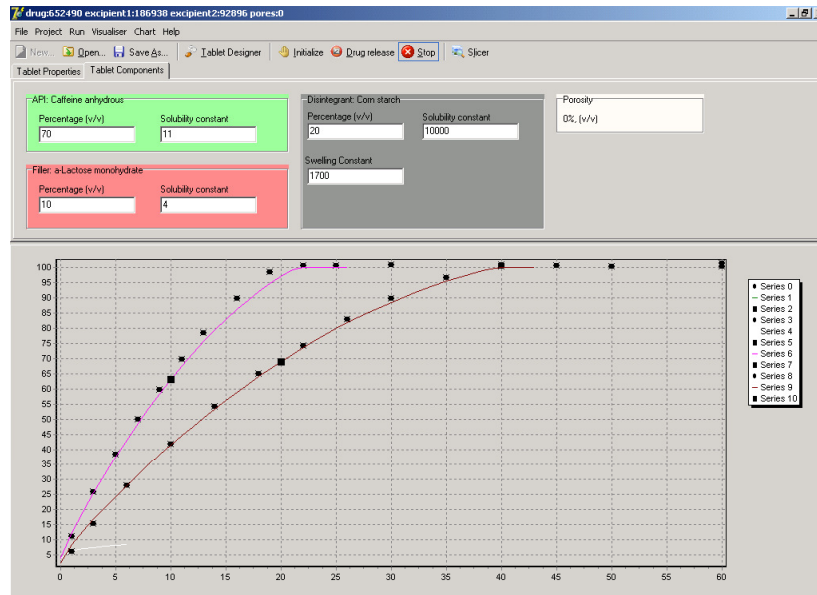 drug:652490 excipient1:186938 excipient2:92896 pores:0
File Project Run Visualiser Chart Help
New... Open... Save As... Tablet Designer Initialize Drug release Stop Slicer
Tablet Properties Tablet Components
API: Caffeine anhydrous
Percentage (v/v) Solubility constant
70 11
Filler: a-Lactose monohydrate
Percentage (v/v) Solubility constant
10 4
Disintegrant: Corn starch
Percentage (v/v) Solubility constant
20 10000
Swelling Constant
1700
Porosity
0%, (v/v)
100
95
90
85
80
75
70
65
60
55
50
45
40
35
30
25
20
15
10
5
0 5 10 15 20 25 30 35 40 45 50 55 60
Series 0
Series 1
Series 2
Series 3
Series 4
Series 5
Series 6
Series 7
Series 8
Series 9
Series 10